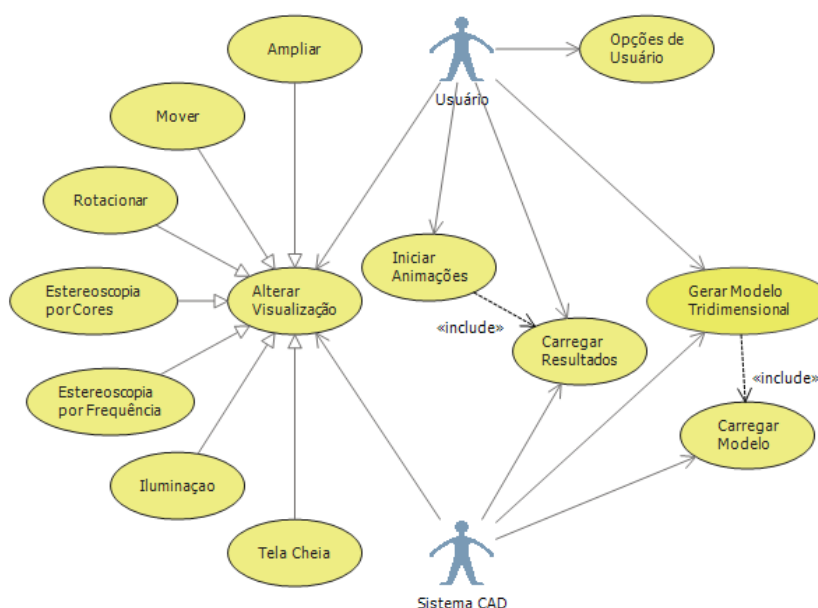 Ampliar
Opções de
Usuário
Usuário
Mover
Rotacionar
Iniciar
Animações
Estereoscopia
por Cores
Alterar
Visualização
Gerar Modelo
Tridimensional
«include»
Carregar
Resultados
«include»
Estereoscopia
por Frequência
Carregar
Modelo
Iluminaçao
Tela Cheia
Sistema CAD